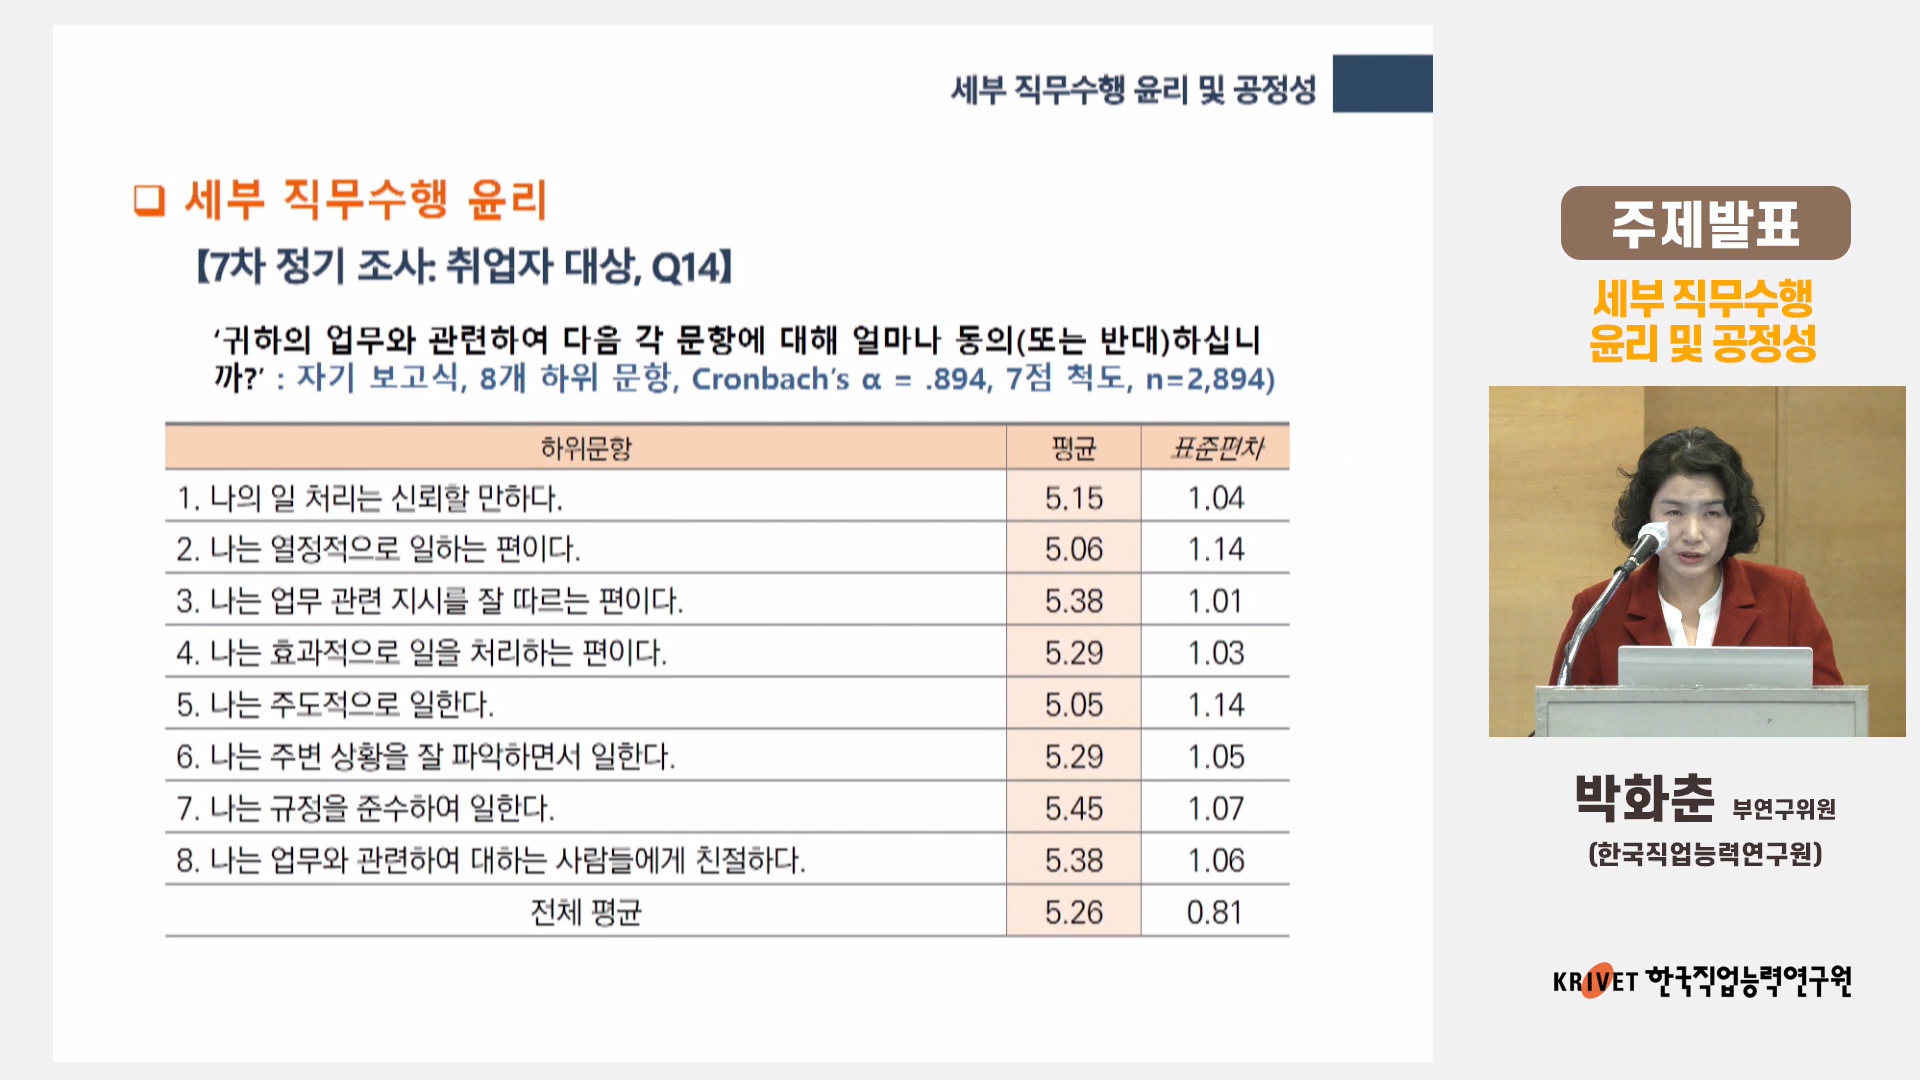 세부 직무수행 윤리 및 공정성
❑ 세부 직무수행 윤리
【7차 정기 조사: 취업자 대상, Q14】
‘귀하의 업무와 관련하여 다음 각 문항에 대해 얼마나 동의(또는 반대)하십니
까?’ : 자기 보고식, 8개 하위 문항, Cronbach’s α = .894, 7점 척도, n=2,894)
하위문항 평균 표준편차
1. 나의 일 처리는 신뢰할 만하다. 5.15 1.04
2. 나는 열정적으로 일하는 편이다. 5.06 1.14
3. 나는 업무 관련 지시를 잘 따르는 편이다. 5.38 1.01
4. 나는 효과적으로 일을 처리하는 편이다. 5.29 1.03
5. 나는 주도적으로 일한다. 5.05 1.14
6. 나는 주변 상황을 잘 파악하면서 일한다. 5.29 1.05
7. 나는 규정을 준수하여 일한다. 5.45 1.07
8. 나는 업무와 관련하여 대하는 사람들에게 친절하다. 5.38 1.06
전체 평균 5.26 0.81
주제발표
세부 직무수행
윤리 및 공정성
박화춘 부연구위원
(한국직업능력연구원)
KRIVET 한국직업능력연구원